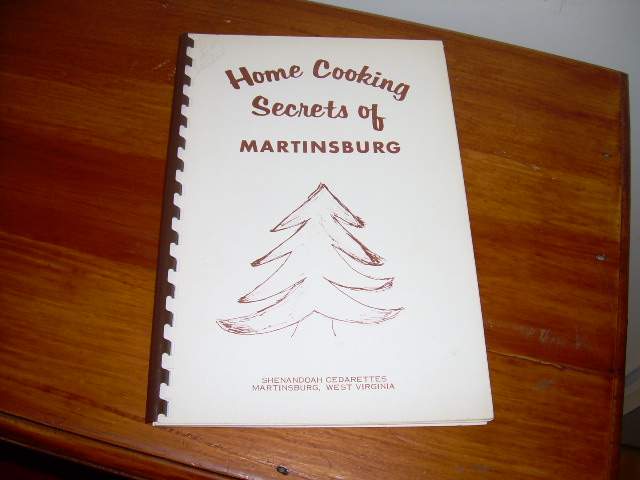 Home Cooking
Secrets of
MARTINSBURG
SHENANDOAH CEDARETTES
MARTINSBURG, WEST VIRGINIA